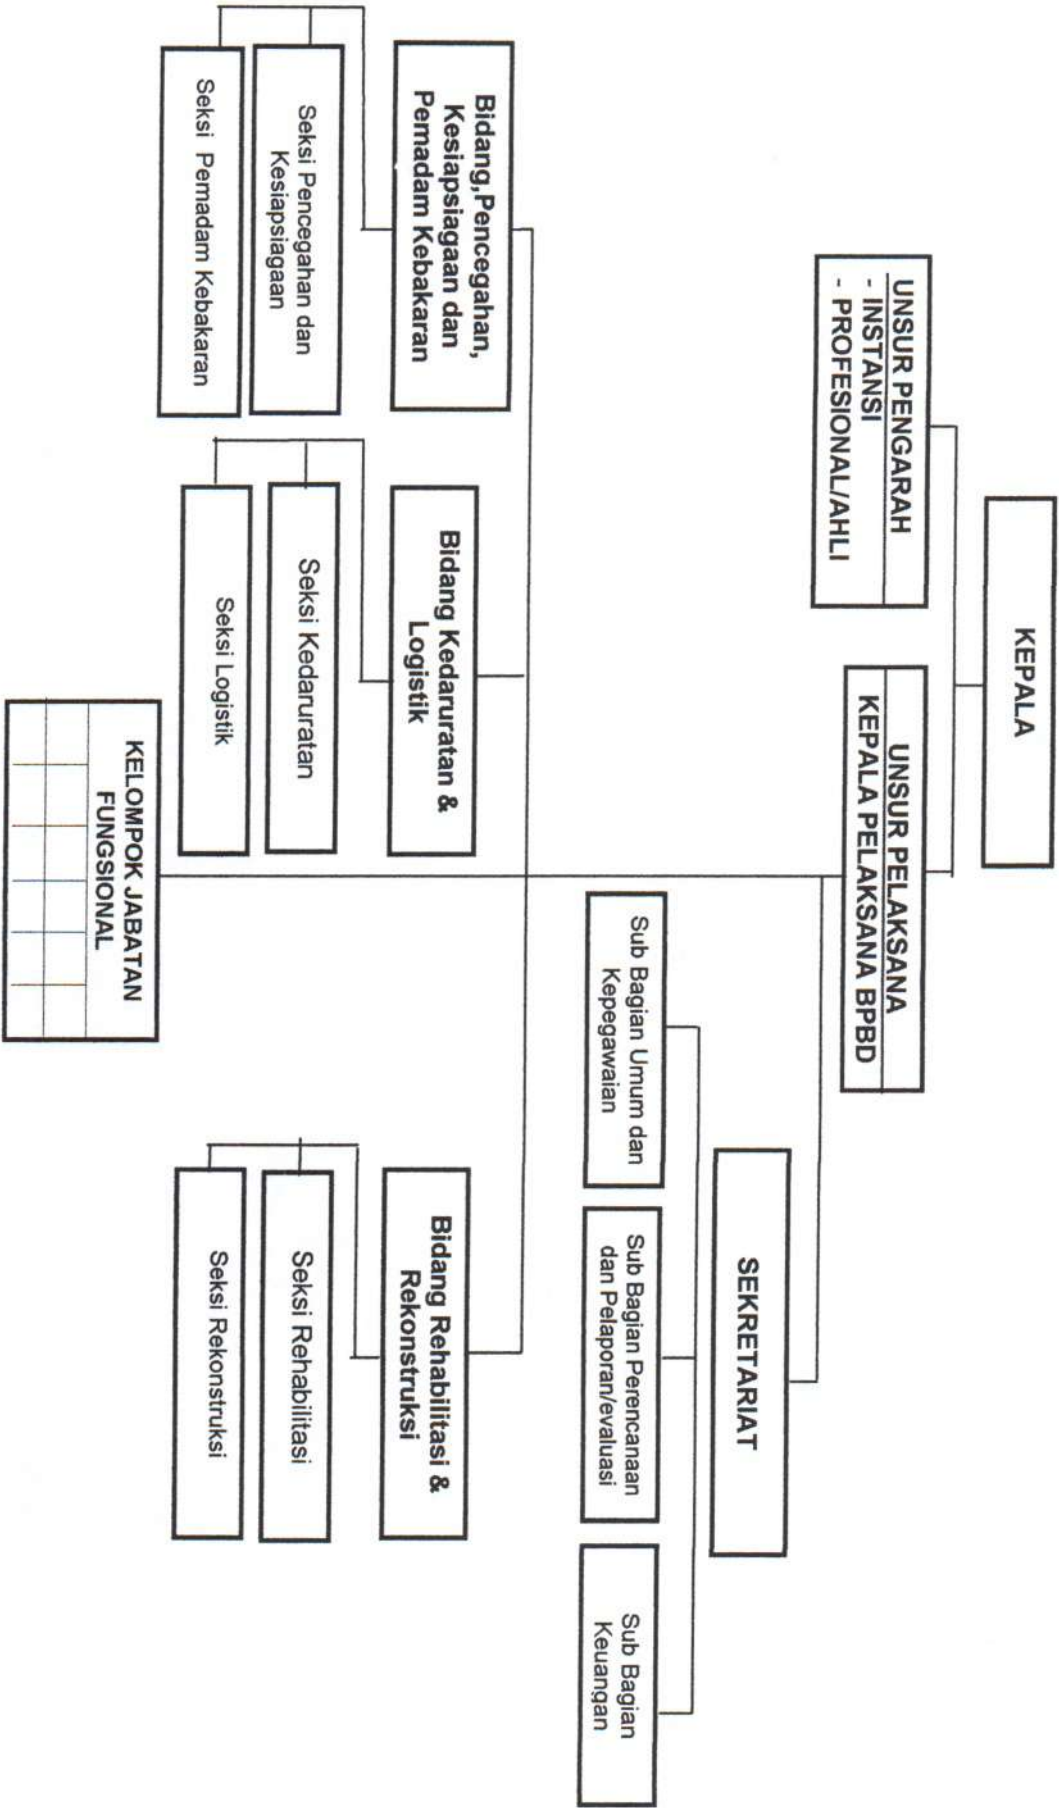 KEPALA
UNSUR PENGARAH
- INSTANSI
- PROFESIONAL/AHLI
UNSUR PELAKSANA
KEPALA PELAKSANA BPBD
SEKRETARIAT
Sub Bagian Umum dan
Kepegawaian
Sub Bagian Perencanaan
dan Pelaporan/evaluasi
Sub Bagian
Keuangan
Bidang,Pencegahan,
Kesiapsiagaan dan
Pemadam Kebakaran
Seksi Pencegahan dan
Kesiapsiagaan
Seksi Pemadam Kebakaran
Bidang Kedaruratan &
Logistik
Seksi Kedaruratan
Seksi Logistik
Bidang Rehabilitasi &
Rekonstruksi
Seksi Rehabilitasi
Seksi Rekonstruksi
KELOMPOK JABATAN
FUNGSIONAL